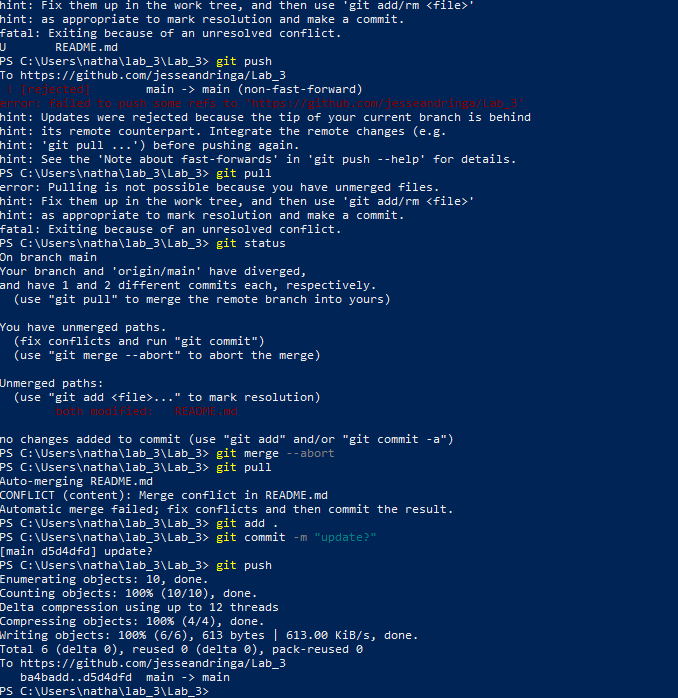 hint: Fix them up in the work tree, and then use 'git add/rm <file>'
hint: as appropriate to mark resolution and make a commit.
fatal: Exiting because of an unresolved conflict.
U       README.md
PS C:\Users\natha\lab_3\Lab_3> git push
To https://github.com/jesseandringa/Lab_3
 ! [rejected]        main -> main (non-fast-forward)
error: failed to push some refs to 'https://github.com/jesseandringa/Lab_3'
hint: Updates were rejected because the tip of your current branch is behind
hint: its remote counterpart. Integrate the remote changes (e.g.
hint: 'git pull ...') before pushing again.
hint: See the 'Note about fast-forwards' in 'git push --help' for details.
PS C:\Users\natha\lab_3\Lab_3> git pull
error: Pulling is not possible because you have unmerged files.
hint: Fix them up in the work tree, and then use 'git add/rm <file>'
hint: as appropriate to mark resolution and make a commit.
fatal: Exiting because of an unresolved conflict.
PS C:\Users\natha\lab_3\Lab_3> git status
On branch main
Your branch and 'origin/main' have diverged,
and have 1 and 2 different commits each, respectively.
  (use "git pull" to merge the remote branch into yours)

You have unmerged paths.
  (fix conflicts and run "git commit")
  (use "git merge --abort" to abort the merge)

Unmerged paths:
  (use "git add <file>..." to mark resolution)
        both modified:   README.md

no changes added to commit (use "git add" and/or "git commit -a")
PS C:\Users\natha\lab_3\Lab_3> git merge --abort
PS C:\Users\natha\lab_3\Lab_3> git pull
Auto-merging README.md
CONFLICT (content): Merge conflict in README.md
Automatic merge failed; fix conflicts and then commit the result.
PS C:\Users\natha\lab_3\Lab_3> git add .
PS C:\Users\natha\lab_3\Lab_3> git commit -m "update?"
[main d5d4dfd] update?
PS C:\Users\natha\lab_3\Lab_3> git push
Enumerating objects: 10, done.
Counting objects: 100% (10/10), done.
Delta compression using up to 12 threads
Compressing objects: 100% (4/4), done.
Writing objects: 100% (6/6), 613 bytes | 613.00 KiB/s, done.
Total 6 (delta 0), reused 0 (delta 0), pack-reused 0
To https://github.com/jesseandringa/Lab_3
   ba4badd..d5d4dfd  main -> main
PS C:\Users\natha\lab_3\Lab_3>